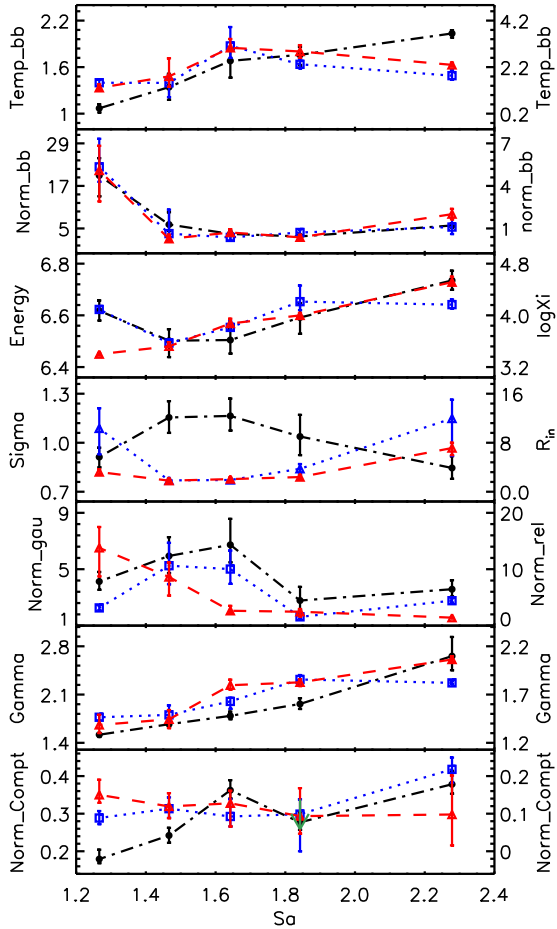 2.2 4.2
Temp_bb 1.6 2.2 Temp_bb
1 0.2
29 7
Norm_bb 17 4 norm_bb
5 1
6.8 4.8
Energy 6.6 4.0 logXi
6.4 3.2
1.3 16
Sigma 1.0 8 R_in
0.7 0.0
9 20
Norm_gau 5 10 Norm_rel
1 0
2.8 2.2
Gamma 2.1 1.7 Gamma
1.4 1.2
0.4 0.2
Norm_Compt 0.3 0.1 Norm_Compt
0.2 0
1.2 1.4 1.6 1.8 2.0 2.2 2.4
Sa